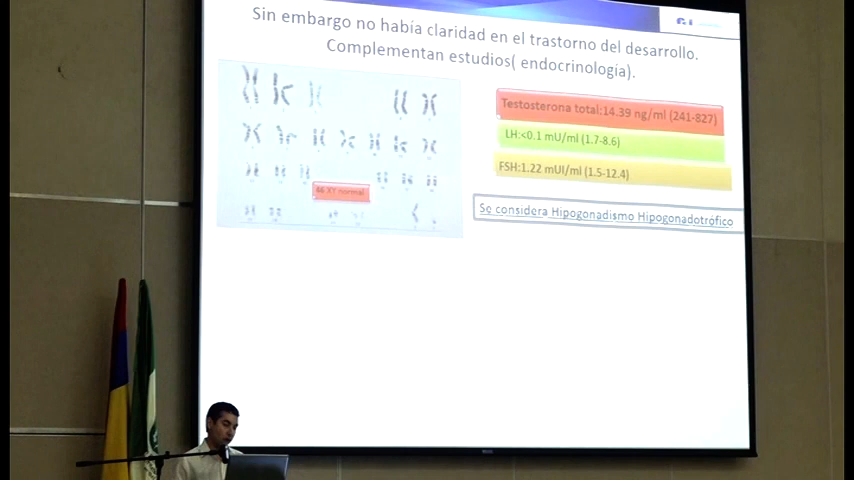 Sin embargo no había claridad en el trastorno del desarrollo.
Complementan estudios( endocrinología).
46 XY normal
Testosterona total:14.39 ng/ml (241-827)
LH:<0.1 mU/ml (1.7-8.6)
FSH:1.22 mUI/ml (1.5-12.4)
Se considera Hipogonadismo Hipogonadotrófico